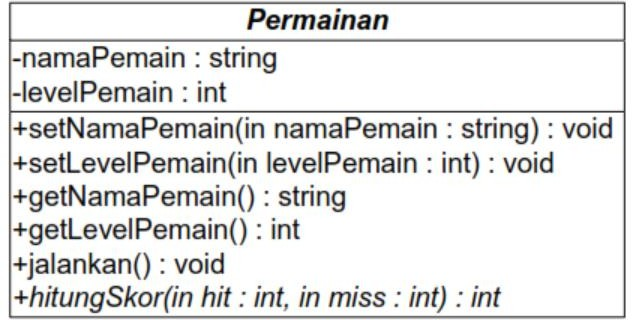 Permainan
-namaPemain : string
-levelPemain : int
+setNamaPemain(in namaPemain : string) : void
+setLevelPemain(in levelPemain : int) : void
+getNamaPemain() : string
+getLevelPemain() : int
+jalankan() : void
+hitungSkor(in hit : int, in miss : int) : int